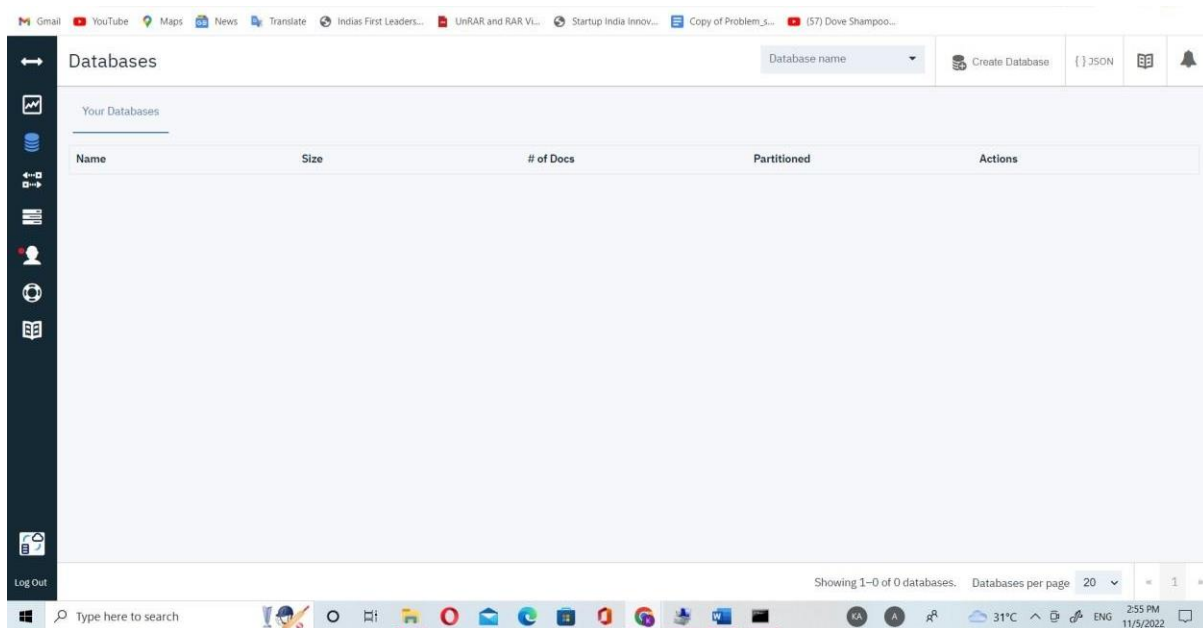 Gmail YouTube Maps News Translate Indias First Leaders... UnRAR and RAR Vi... Startup India Innov... Copy of Problem_s... (57) Dove Shampoo...
Databases Database name Create Database { } JSON
Your Databases
Name Size # of Docs Partitioned Actions
Showing 1–0 of 0 databases. Databases per page 20 « 1 »
Log Out
Type here to search KA A 31°C ENG 2:55 PM
11/5/2022